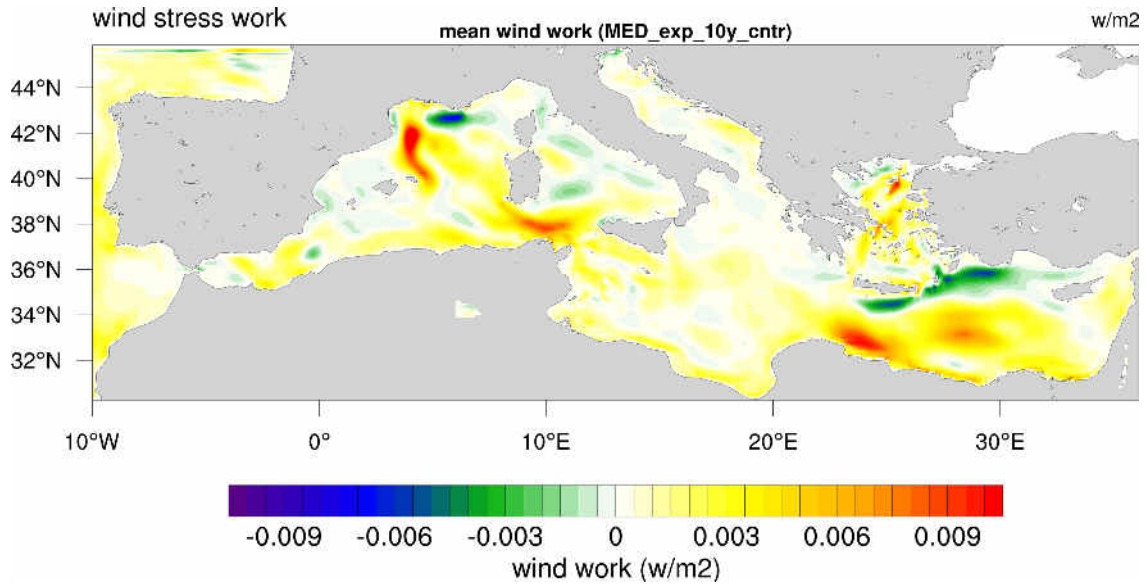 wind stress work
mean wind work (MED_exp_10y_cntr)
w/m2
44°N
42°N
40°N
38°N
36°N
34°N
32°N
10°W 0° 10°E 20°E 30°E
-0.009 -0.006 -0.003 0 0.003 0.006 0.009
wind work (w/m2)